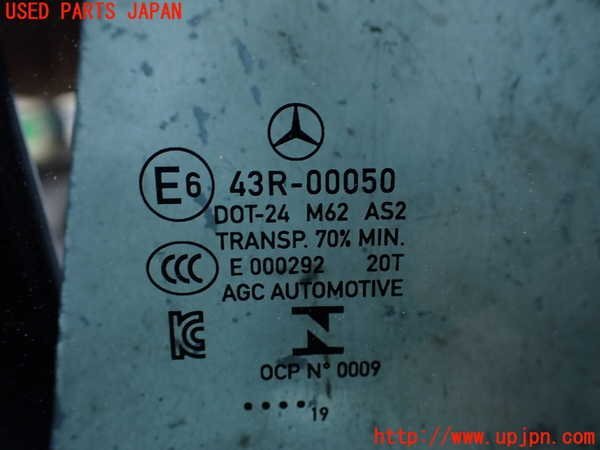 USED PARTS JAPAN
E6 43R-00050
DOT-24 M62 AS2
TRANSP. 70% MIN.
CCC E 000292 20T
AGC AUTOMOTIVE
KC N
OCP N° 0009
•••• 19
http://www.upjpn.com/